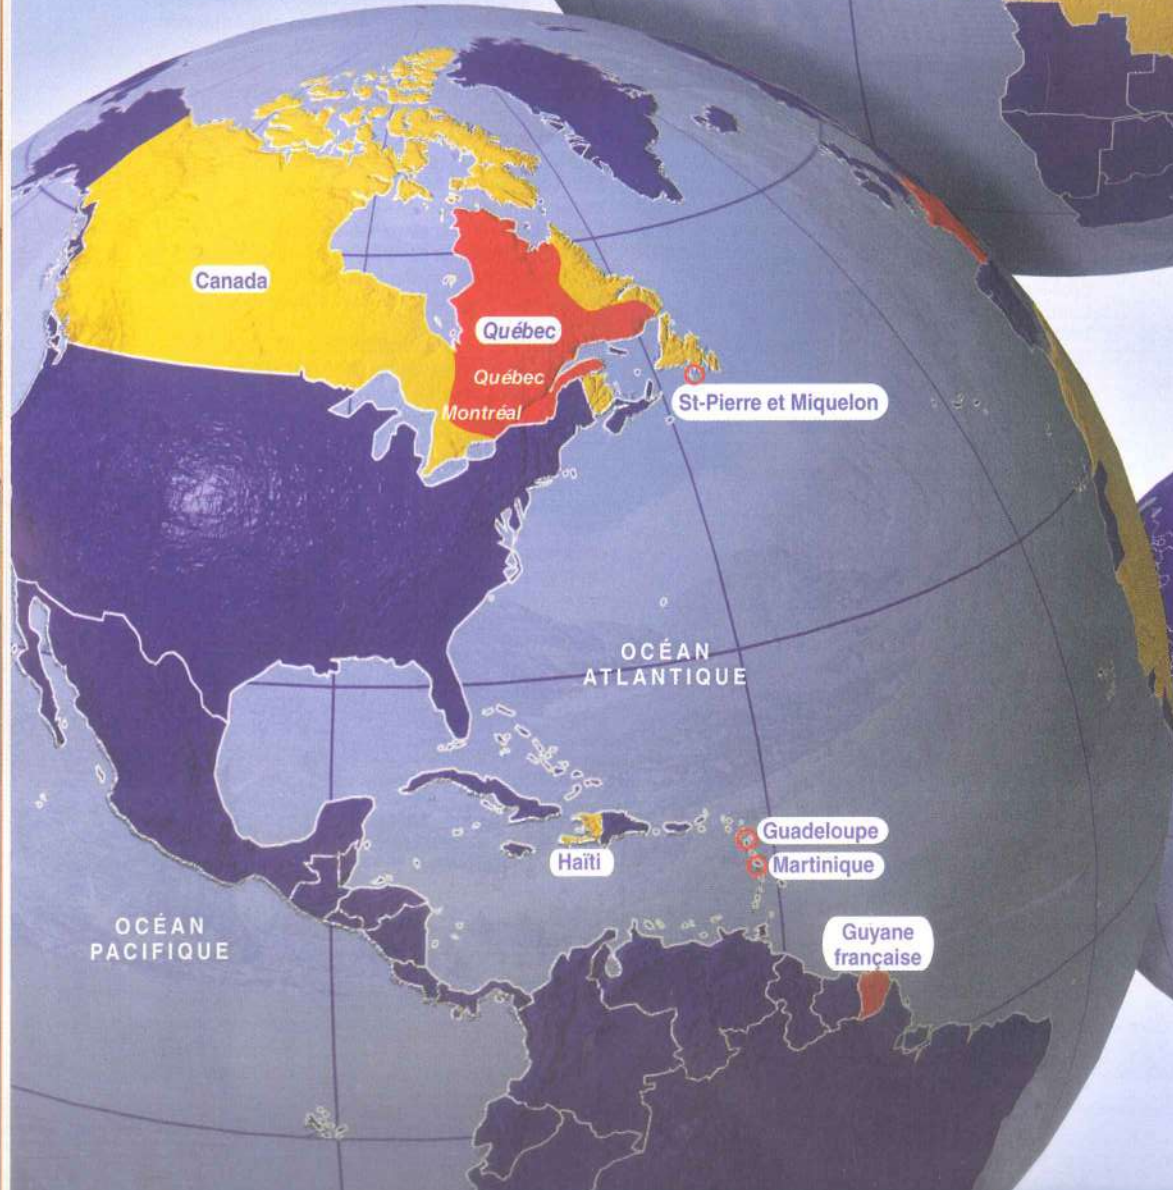 Canada
Québec
Québec
Montréal
St-Pierre et Miquelon
OCÉAN
ATLANTIQUE
Guadeloupe
Haïti
Martinique
OCÉAN
PACIFIQUE
Guyane
française